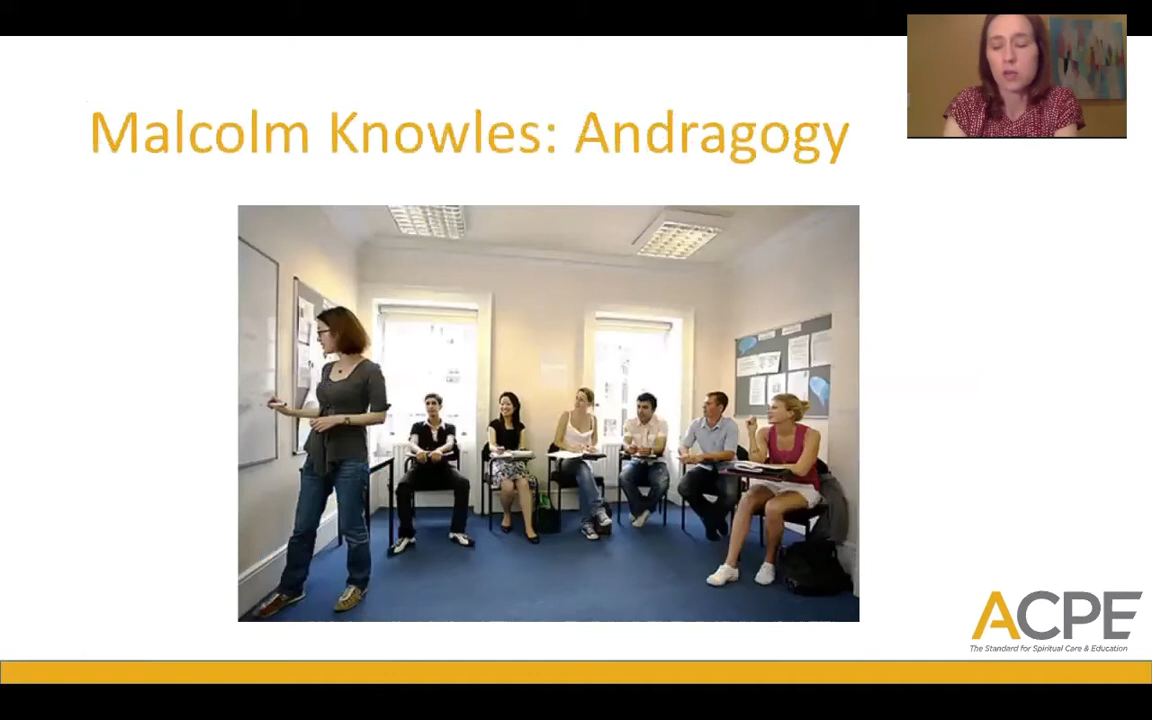 Malcolm Knowles: Andragogy
ACPE
The Standard for Spiritual Care & Education